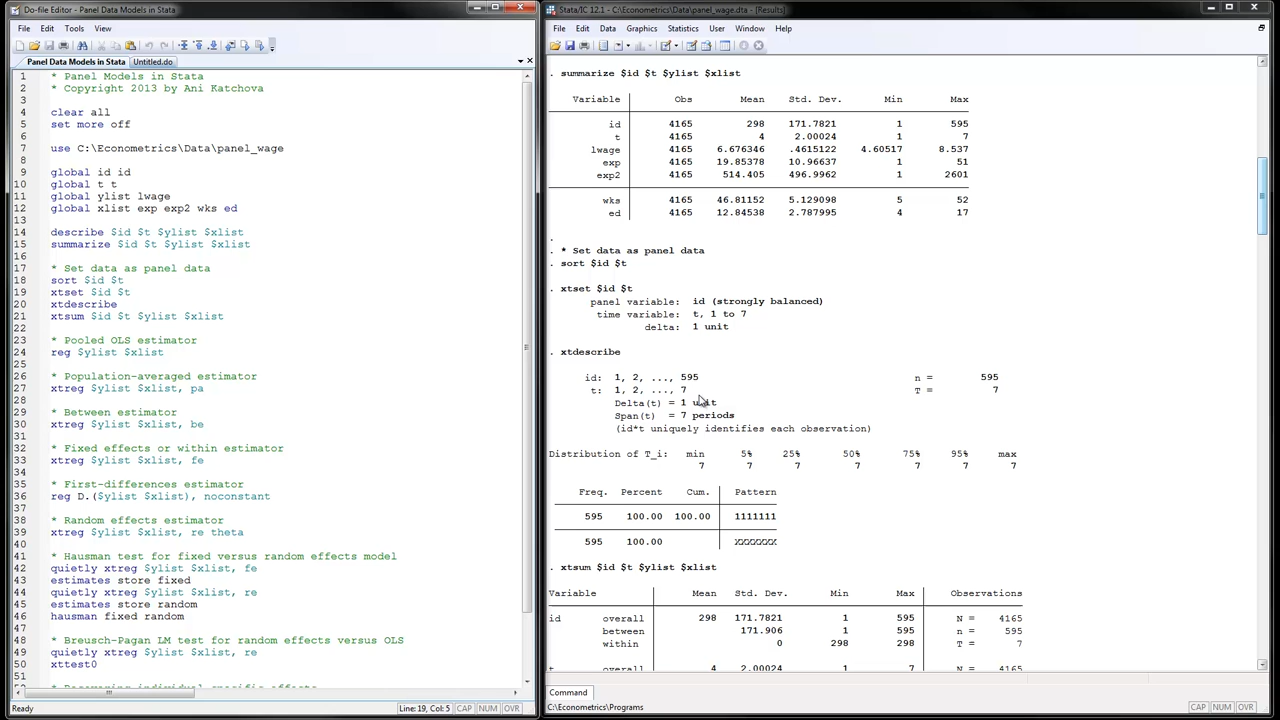 Do-file Editor - Panel Data Models in Stata
File Edit Tools View
Panel Data Models in Stata Untitled.do
1 * Panel Models in Stata
2 * Copyright 2013 by Ani Katchova
3
4 clear all
5 set more off
6
7 use C:\Econometrics\Data\panel_wage
8
9 global id id
10 global t t
11 global ylist lwage
12 global xlist exp exp2 wks ed
13
14 describe $id $t $ylist $xlist
15 summarize $id $t $ylist $xlist
16
17 * Set data as panel data
18 sort $id $t
19 xtset $id $t
20 xtdescribe
21 xtsum $id $t $ylist $xlist
22
23 * Pooled OLS estimator
24 reg $ylist $xlist
25
26 * Population-averaged estimator
27 xtreg $ylist $xlist, pa
28
29 * Between estimator
30 xtreg $ylist $xlist, be
31
32 * Fixed effects or within estimator
33 xtreg $ylist $xlist, fe
34
35 * First-differences estimator
36 reg D.($ylist $xlist), noconstant
37
38 * Random effects estimator
39 xtreg $ylist $xlist, re theta
40
41 * Hausman test for fixed versus random effects model
42 quietly xtreg $ylist $xlist, fe
43 estimates store fixed
44 quietly xtreg $ylist $xlist, re
45 estimates store random
46 hausman fixed random
47
48 * Breusch-Pagan LM test for random effects versus OLS
49 quietly xtreg $ylist $xlist, re
50 xttest0
* Recovering individual-specific effects
Ready Line: 19, Col: 5 CAP NUM OVR
Stata/IC 12.1 - C:\Econometrics\Data\panel_wage.dta - [Results]
File Edit Data Graphics Statistics User Window Help
. summarize $id $t $ylist $xlist
Variable Obs Mean Std. Dev. Min Max
id 4165 298 171.7821 1 595
t 4165 4 2.00024 1 7
lwage 4165 6.676346 .4615122 4.60517 8.537
exp 4165 19.85378 10.96637 1 51
exp2 4165 514.405 496.9962 1 2601
wks 4165 46.81152 5.129098 5 52
ed 4165 12.84538 2.787995 4 17
.
. * Set data as panel data
. sort $id $t
. xtset $id $t
panel variable: id (strongly balanced)
time variable: t, 1 to 7
delta: 1 unit
. xtdescribe
id: 1, 2, ..., 595 n = 595
t: 1, 2, ..., 7 T = 7
Delta(t) = 1 unit
Span(t) = 7 periods
(id*t uniquely identifies each observation)
Distribution of T_i: min 5% 25% 50% 75% 95% max
7 7 7 7 7 7 7
Freq. Percent Cum. Pattern
595 100.00 100.00 1111111
595 100.00 XXXXXXX
. xtsum $id $t $ylist $xlist
Variable Mean Std. Dev. Min Max Observations
id overall 298 171.7821 1 595 N = 4165
between 171.906 1 595 n = 595
within 0 298 298 T = 7
t overall 4 2.00024 1 7 N = 4165
Command
C:\Econometrics\Programs CAP NUM OVR